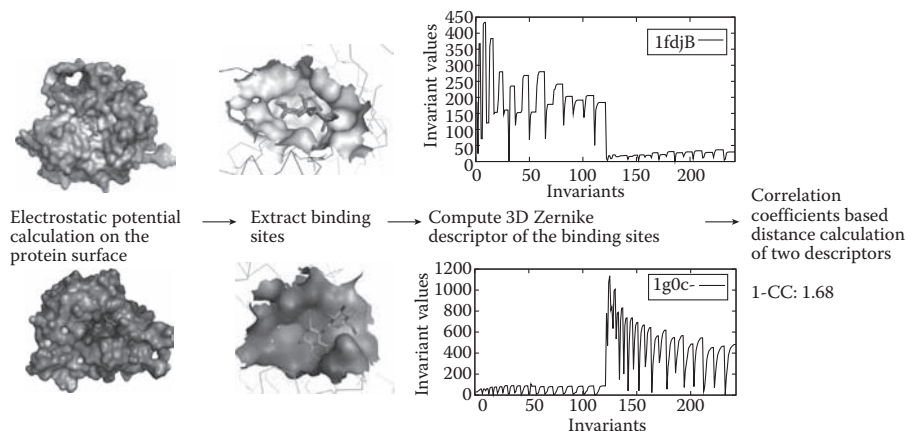 450
400
350
300
250
200
150
100
50
0
Invariant values
1fdjB
0 50 100 150 200
Invariants
Electrostatic potential
calculation on the
protein surface
Extract binding
sites
Compute 3D Zernike
descriptor of the binding sites
Correlation
coefficients based
distance calculation
of two descriptors
1-CC: 1.68
1200
1000
800
600
400
200
0
Invariant values
1g0c-
0 50 100 150 200
Invariants